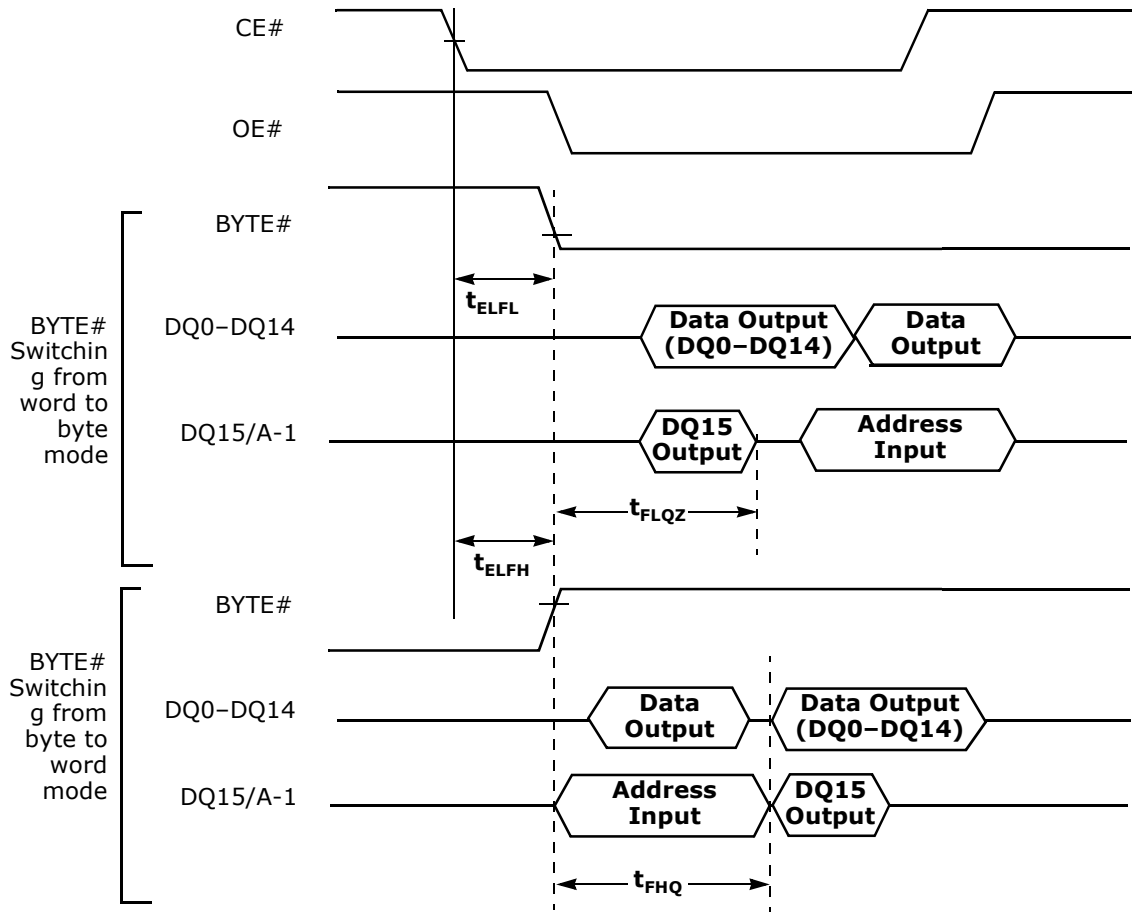 CE#
OE#
BYTE#
t_ELFL
BYTE#
Switchin
g from
word to
byte
mode
DQ0–DQ14
Data Output
(DQ0–DQ14)
Data
Output
DQ15/A-1
DQ15
Output
Address
Input
t_FLQZ
t_ELFH
BYTE#
BYTE#
Switchin
g from
byte to
word
mode
DQ0–DQ14
Data
Output
Data Output
(DQ0–DQ14)
DQ15/A-1
Address
Input
DQ15
Output
t_FHQ